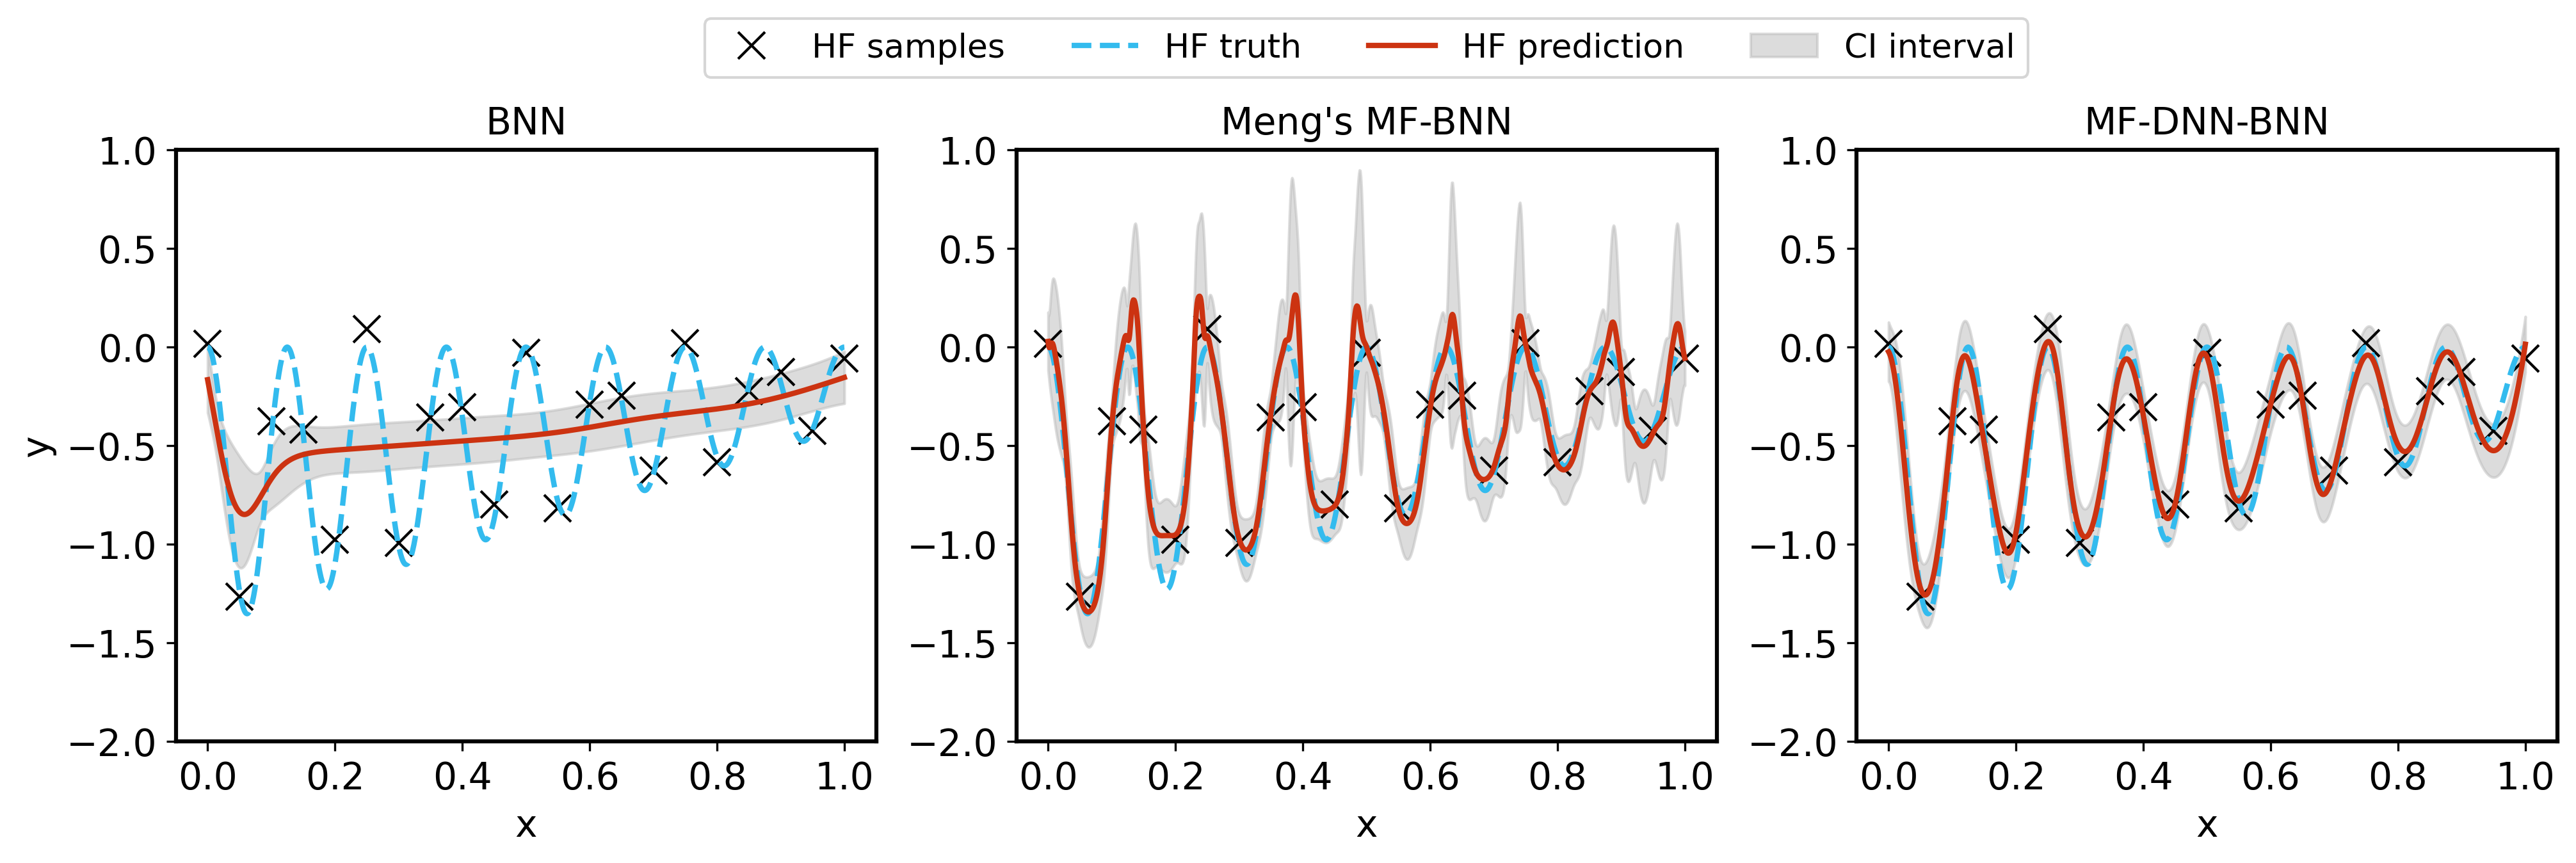 HF samples HF truth HF prediction CI interval
BNN Meng's MF-BNN MF-DNN-BNN
1.0 1.0 1.0
0.5 0.5 0.5
0.0 0.0 0.0
y
−0.5 −0.5 −0.5
−1.0 −1.0 −1.0
−1.5 −1.5 −1.5
−2.0 −2.0 −2.0
0.0 0.2 0.4 0.6 0.8 1.0 0.0 0.2 0.4 0.6 0.8 1.0 0.0 0.2 0.4 0.6 0.8 1.0
x x x